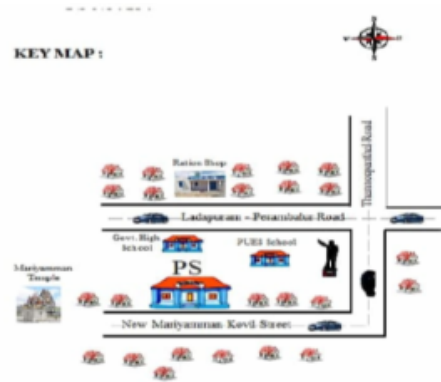 KEY MAP :
Ration Shop
Ladapuram - Perambalur Road
Govt. High
School
PUES School
PS
Mariyamman
Temple
New Mariyamman Kovil Street
Road